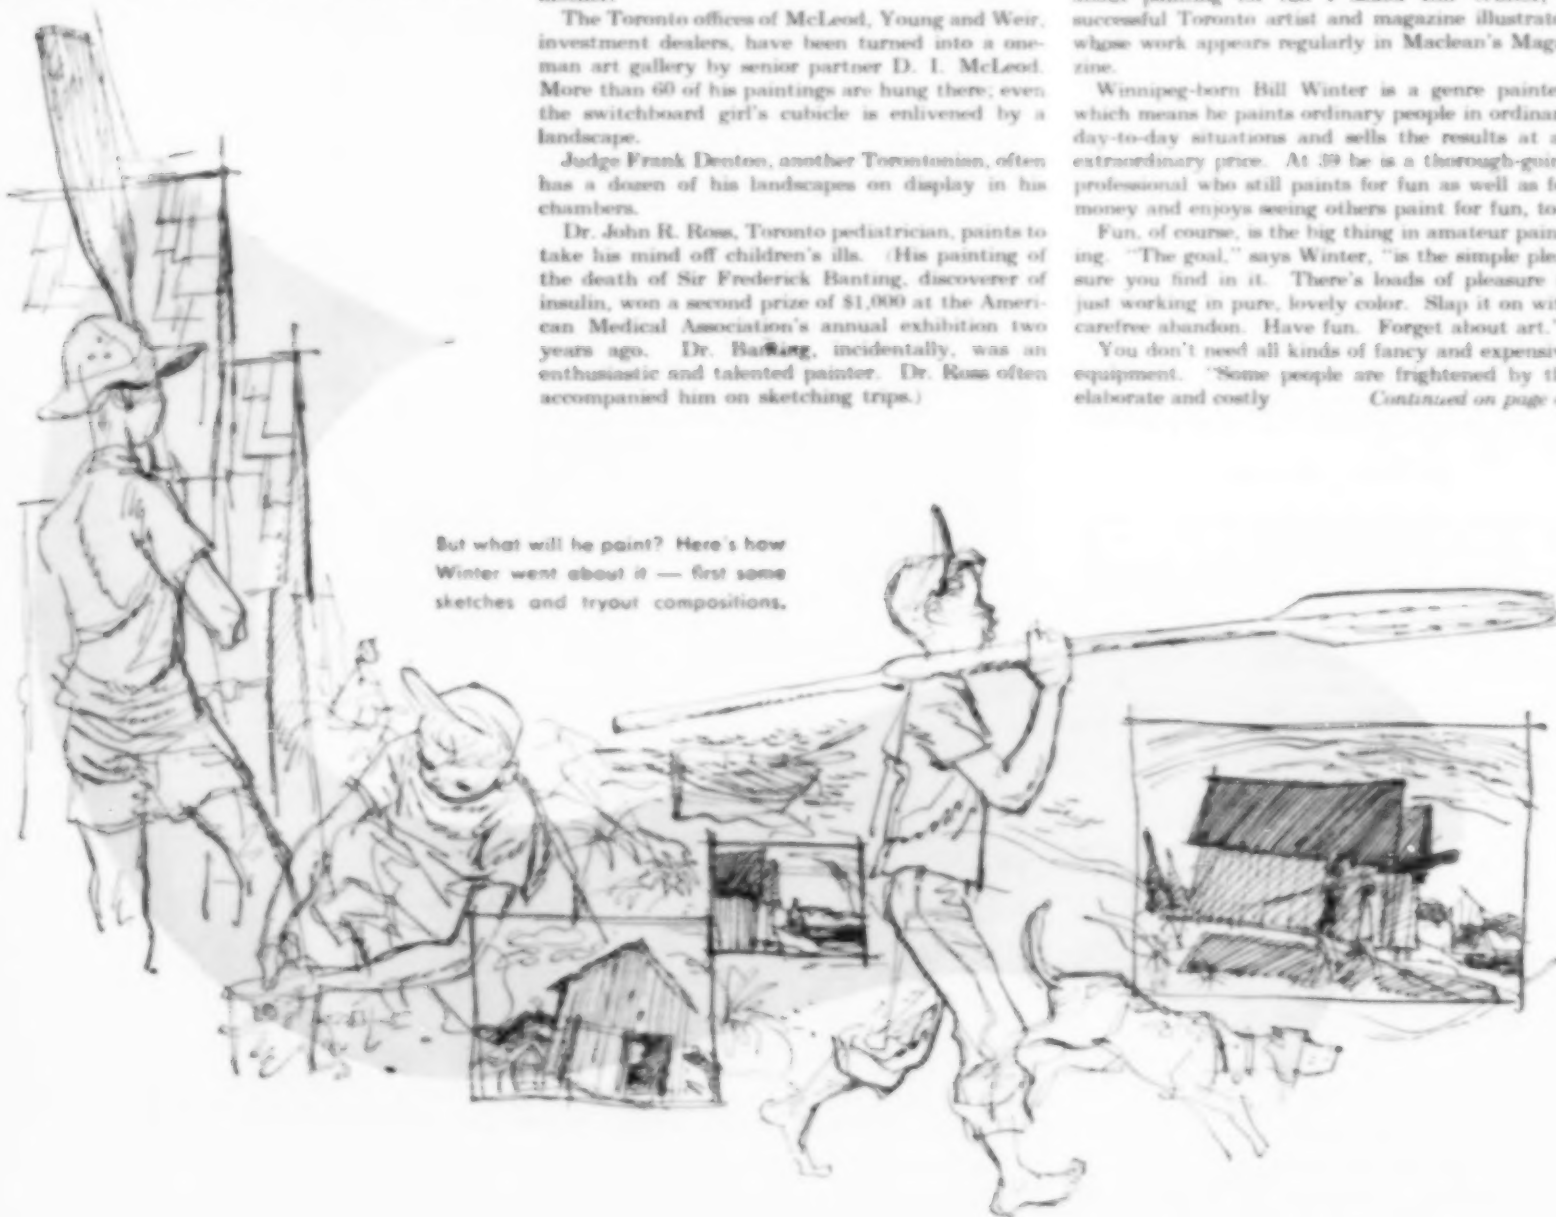 The Toronto offices of McLeod, Young and Weir,
investment dealers, have been turned into a one-
man art gallery by senior partner D. I. McLeod.
More than 60 of his paintings are hung there; even
the switchboard girl's cubicle is enlivened by a
landscape.
Judge Frank Denton, another Torontonian, often
has a dozen of his landscapes on display in his
chambers.
Dr. John R. Ross, Toronto pediatrician, paints to
take his mind off children's ills. (His painting of
the death of Sir Frederick Banting, discoverer of
insulin, won a second prize of $1,000 at the Ameri-
can Medical Association's annual exhibition two
years ago. Dr. Banting, incidentally, was an
enthusiastic and talented painter. Dr. Ross often
accompanied him on sketching trips.)
successful Toronto artist and magazine illustrato
whose work appears regularly in Maclean's Mag
zine.
Winnipeg-born Bill Winter is a genre painte
which means he paints ordinary people in ordinar
day-to-day situations and sells the results at a
extraordinary price. At 39 he is a thorough-goin
professional who still paints for fun as well as fo
money and enjoys seeing others paint for fun, to
Fun, of course, is the big thing in amateur pain
ing. "The goal," says Winter, "is the simple plea
sure you find in it. There's loads of pleasure
just working in pure, lovely color. Slap it on wit
carefree abandon. Have fun. Forget about art."
You don't need all kinds of fancy and expensiv
equipment. "Some people are frightened by th
elaborate and costly Continued on page
But what will he paint? Here's how
Winter went about it — first some
sketches and tryout compositions.